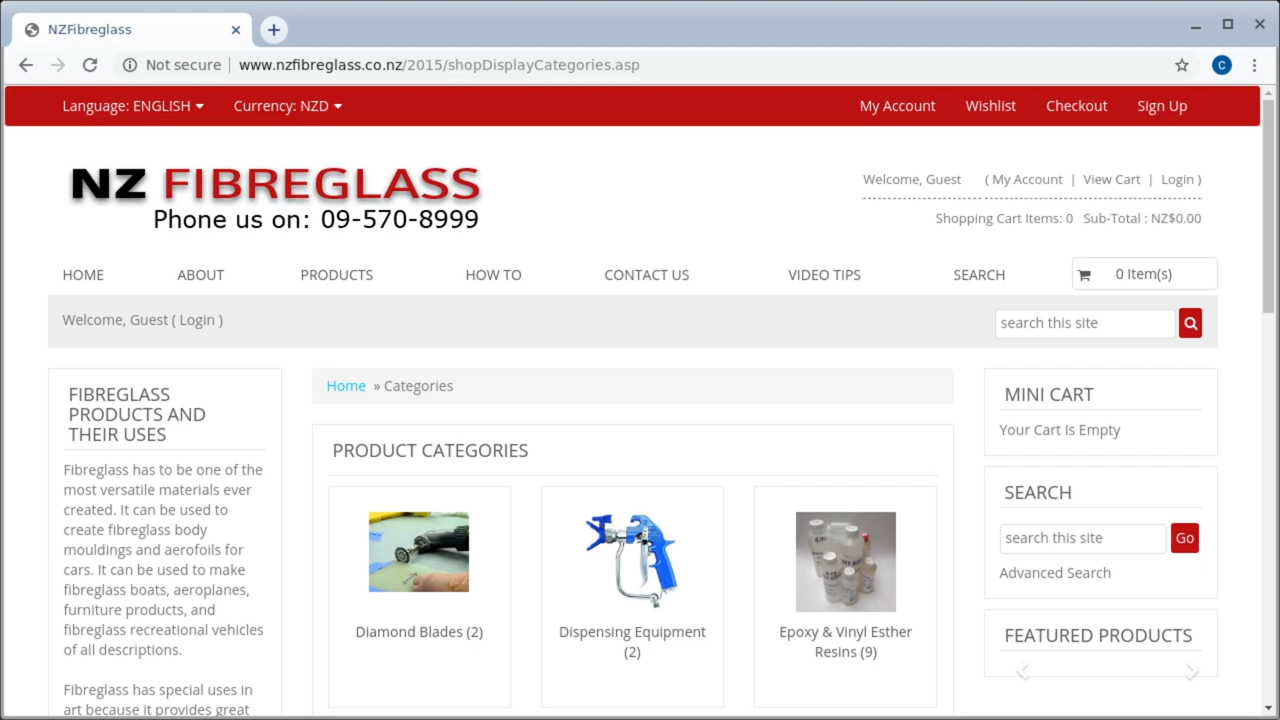 NZFibreglass
Not secure
www.nzfibreglass.co.nz/2015/shopDisplayCategories.asp
C
Language: ENGLISH
Currency: NZD
My Account
Wishlist
Checkout
Sign Up
NZ FIBREGLASS
Phone us on: 09-570-8999
Welcome, Guest ( My Account | View Cart | Login )
Shopping Cart Items: 0 Sub-Total : NZ$0.00
HOME
ABOUT
PRODUCTS
HOW TO
CONTACT US
VIDEO TIPS
SEARCH
0 Item(s)
Welcome, Guest ( Login )
search this site
FIBREGLASS
PRODUCTS AND
THEIR USES
Fibreglass has to be one of the
most versatile materials ever
created. It can be used to
create fibreglass body
mouldings and aerofoils for
cars. It can be used to make
fibreglass boats, aeroplanes,
furniture products, and
fibreglass recreational vehicles
of all descriptions.
Fibreglass has special uses in
art because it provides great
Home » Categories
PRODUCT CATEGORIES
Diamond Blades (2)
Dispensing Equipment
(2)
Epoxy & Vinyl Esther
Resins (9)
MINI CART
Your Cart Is Empty
SEARCH
search this site
Go
Advanced Search
FEATURED PRODUCTS